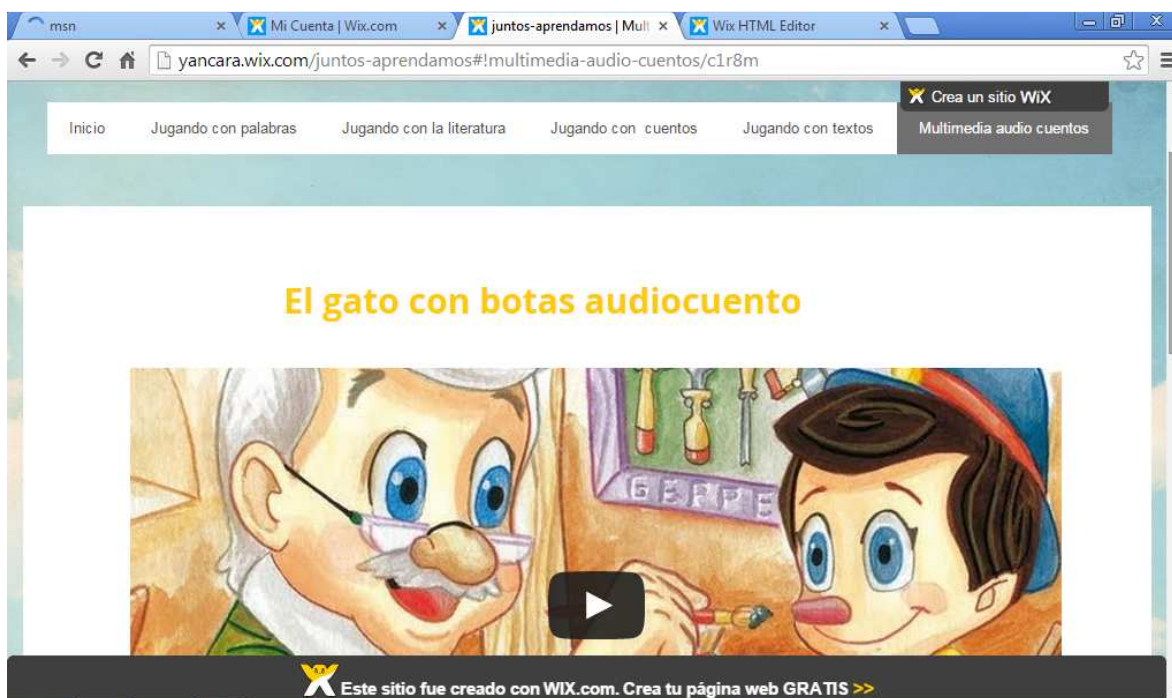 msn
Mi Cuenta | Wix.com
juntos-aprendamos | Mult
Wix HTML Editor
yancara.wix.com/juntos-aprendamos#!multimedia-audio-cuentos/c1r8m
Crea un sitio WiX
Inicio Jugando con palabras Jugando con la literatura Jugando con cuentos Jugando con textos Multimedia audio cuentos
El gato con botas audiocuento
GEPPE
Este sitio fue creado con WIX.com. Crea tu página web GRATIS >>